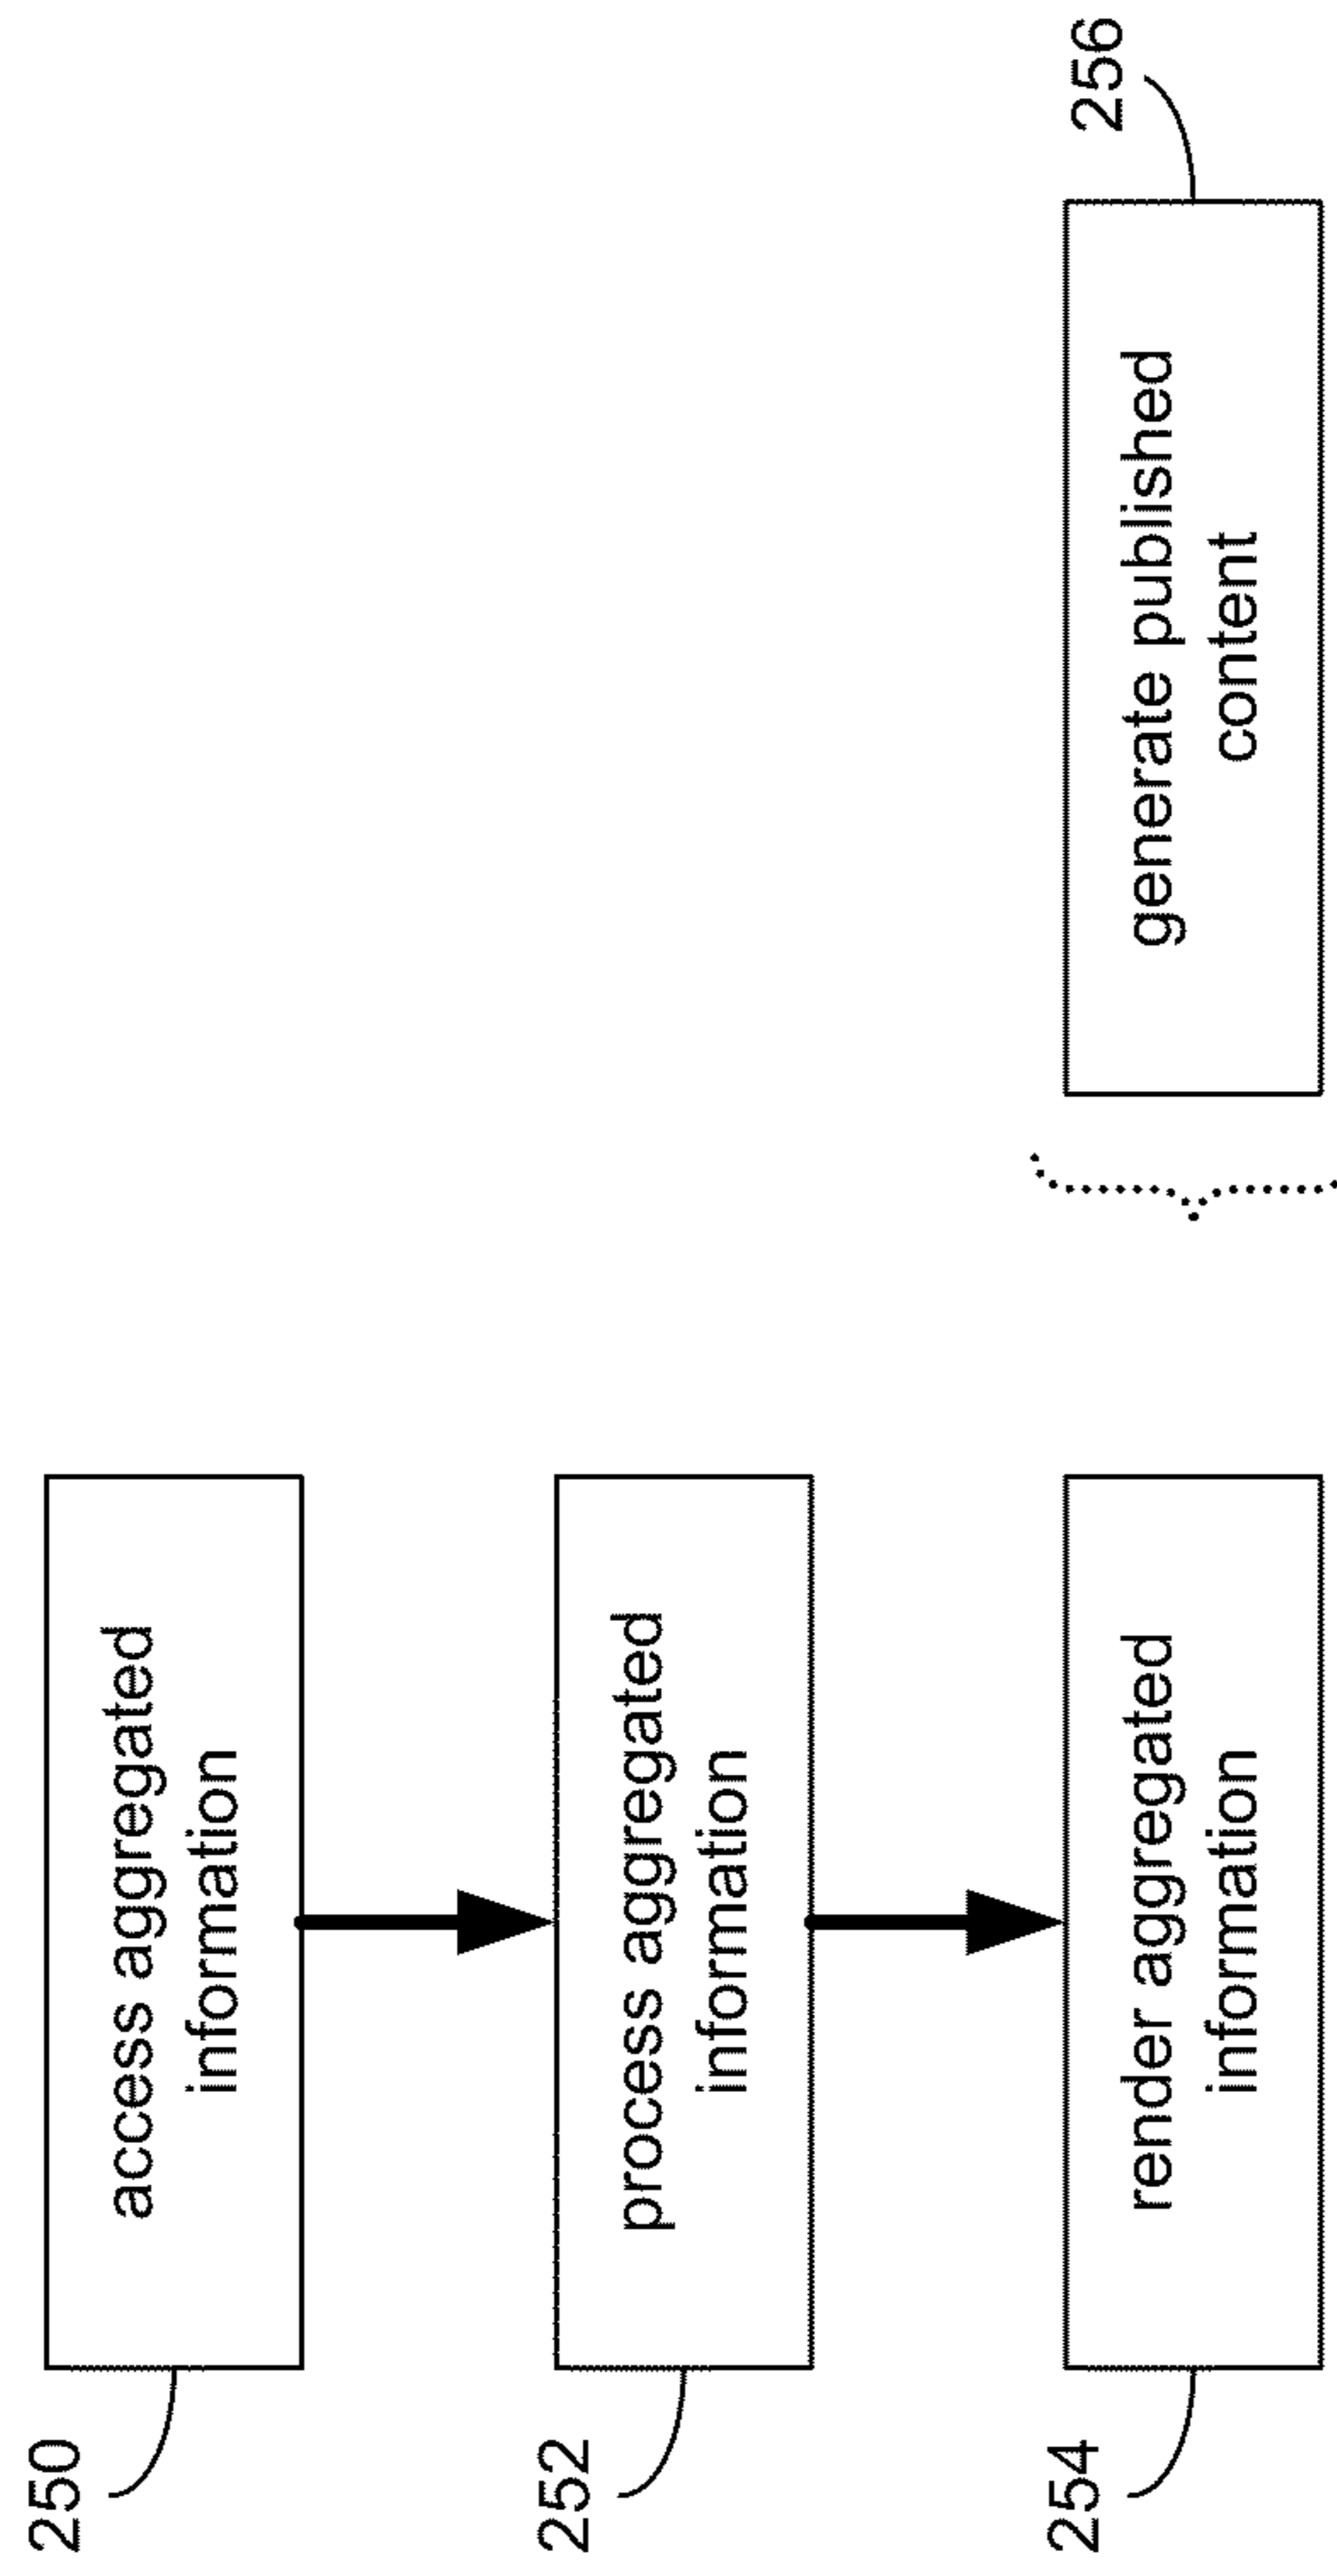 250
access aggregated
information
252
process aggregated
information
254
render aggregated
information
generate published
content
256